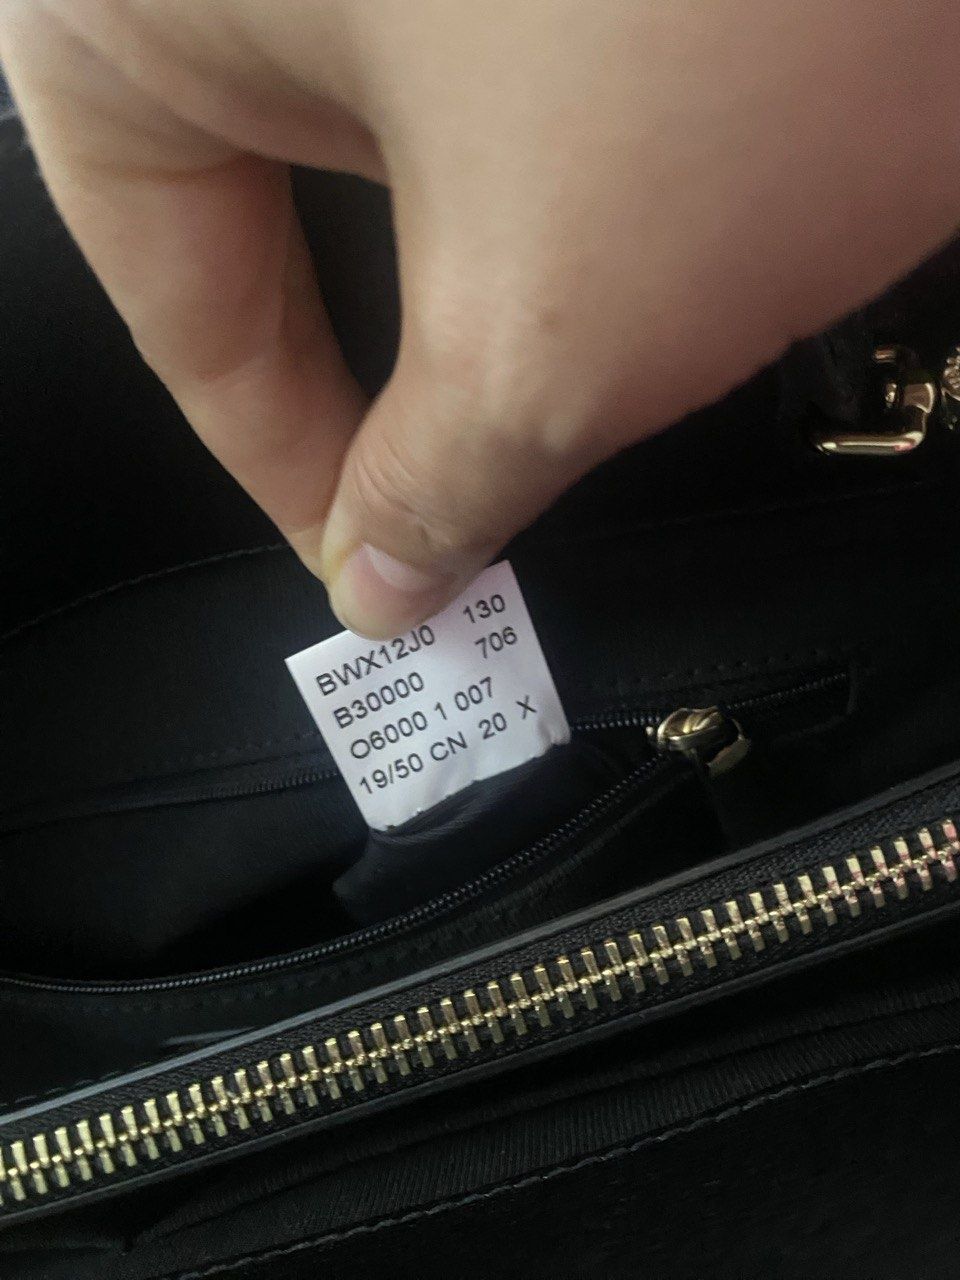 BWX12J0 130
B30000 706
O6000 1 007
19/50 CN 20 X